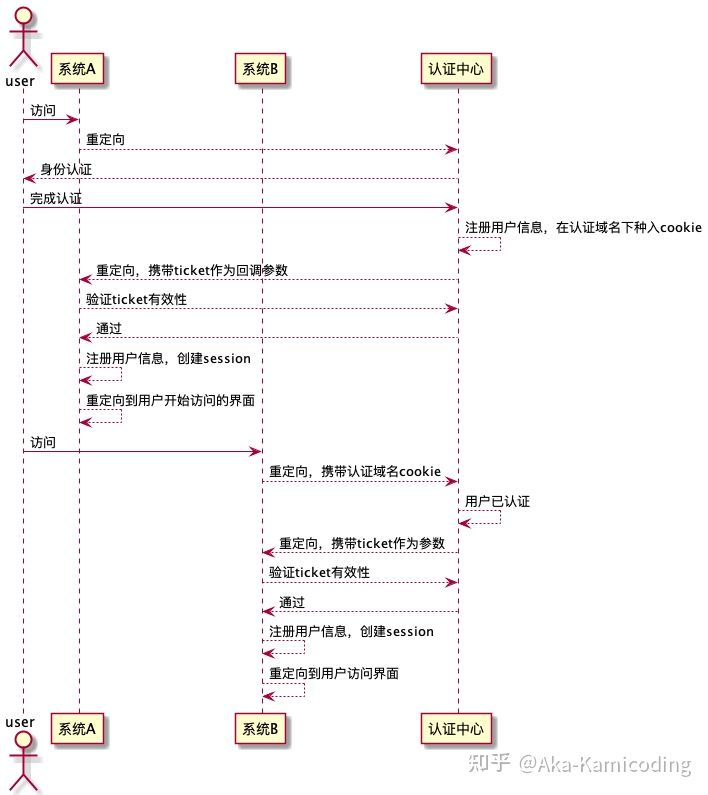 user
系统A
系统B
认证中心
访问
重定向
身份认证
完成认证
注册用户信息，在认证域名下种入cookie
重定向，携带ticket作为回调参数
验证ticket有效性
通过
注册用户信息，创建session
重定向到用户开始访问的界面
访问
重定向，携带认证域名cookie
用户已认证
重定向，携带ticket作为参数
验证ticket有效性
通过
注册用户信息，创建session
重定向到用户访问界面
user
系统A
系统B
认证中心
知乎 @Aka-Kamicoding